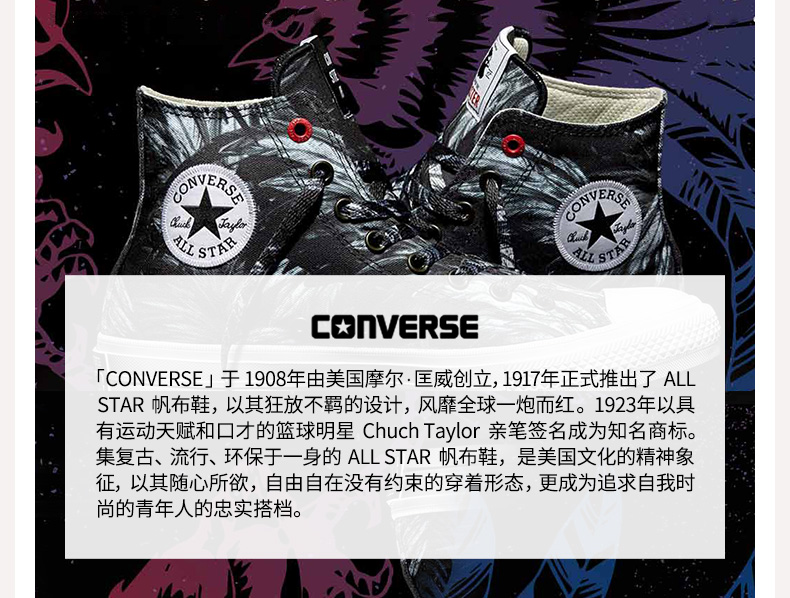 CONVERSE
Chuck Taylor
ALL STAR
CONVERSE
Chuck Taylor
ALL STAR
CONVERSE
「CONVERSE」于 1908年由美国摩尔·匡威创立，1917年正式推出了 ALL
STAR 帆布鞋，以其狂放不羁的设计，风靡全球一炮而红。1923年以具
有运动天赋和口才的篮球明星 Chuch Taylor 亲笔签名成为知名商标。
集复古、流行、环保于一身的 ALL STAR 帆布鞋，是美国文化的精神象
征，以其随心所欲，自由自在没有约束的穿着形态，更成为追求自我时
尚的青年人的忠实搭档。